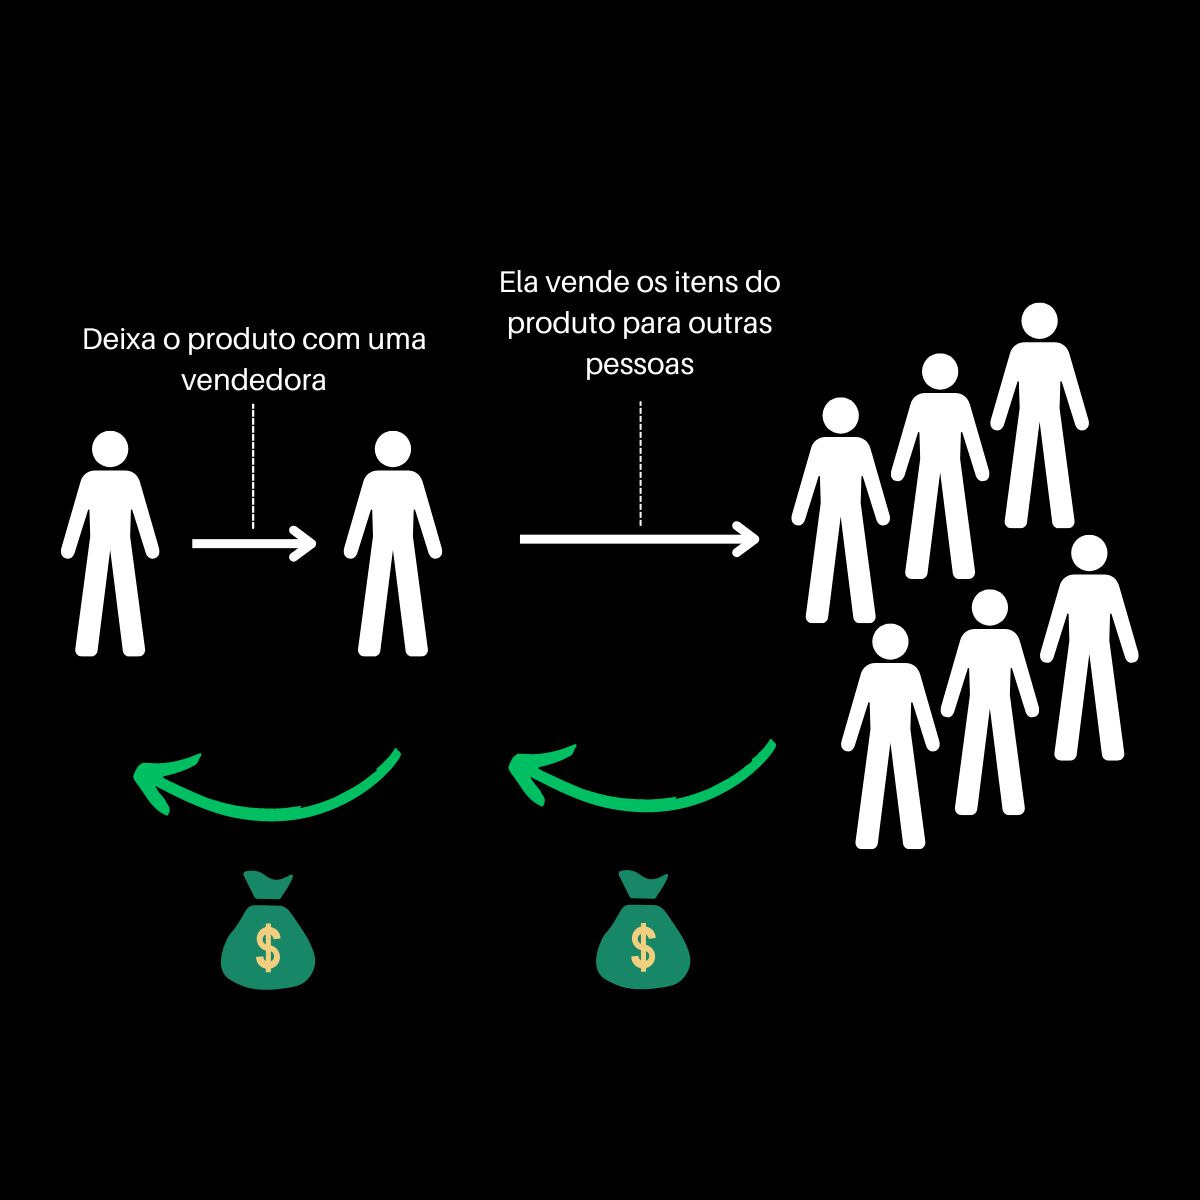 Ela vende os itens do
produto para outras
pessoas
Deixa o produto com uma
vendedora
$
$